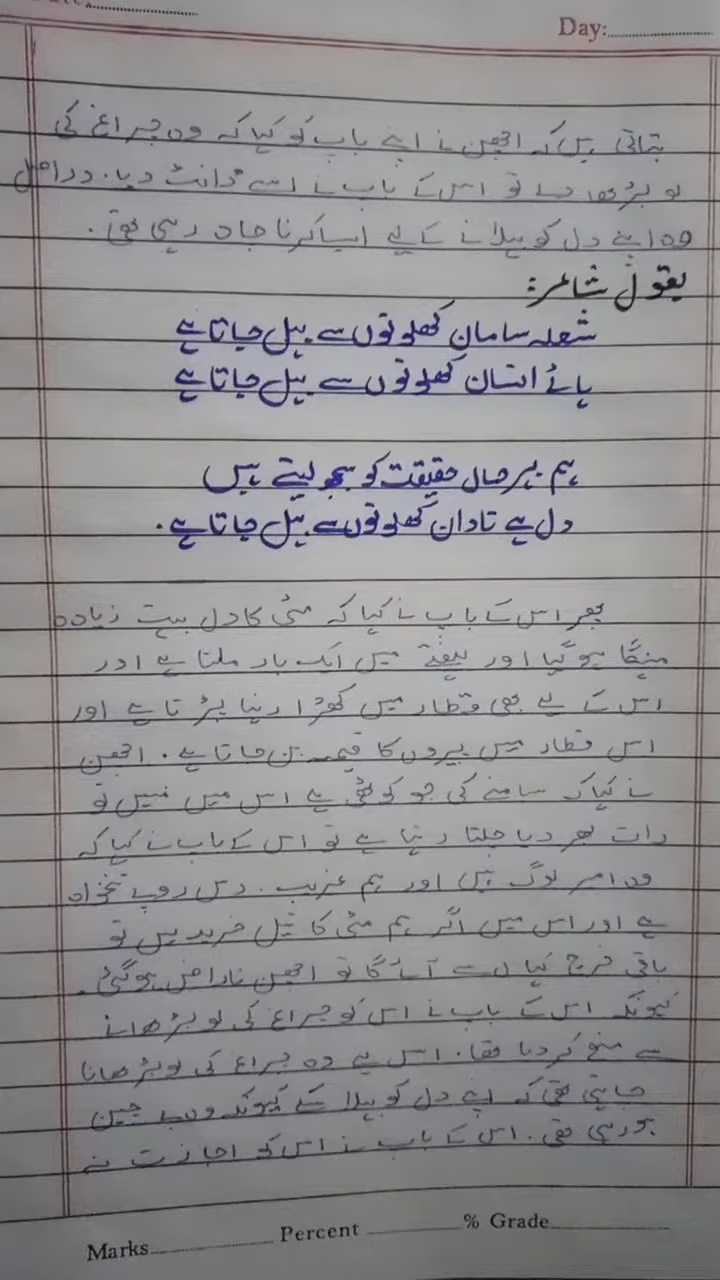 Day:
بتاتی ہیں کہ انجمن نے اپنے باپ کو کہا کہ وہ چراغ کی
لو بڑھا دے تو اس کے باپ نے اسے ڈانٹ دیا۔ دراصل
وہ اپنے دل کو بہلانے کے لیے ایسا کرنا چاہ رہی تھی۔
بقول شاعر:
شعلہ سامان کھلونوں سے بہل جاتا ہے
ہائے انسان کھلونوں سے بہل جاتا ہے
ہم بہرحال حقیقت کو سمجھ لیتے ہیں
دل ہے نادان کھلونوں سے بہل جاتا ہے۔
پھر اس کے باپ نے کہا کہ مٹی کا دل بہت زیادہ
مہنگا ہو گیا اور ہفتے میں ایک بار ملتا ہے اور
اس کے لیے بھی قطار میں کھڑا رہنا پڑتا ہے اور
اس قطار میں پیروں کا قیمہ بن جاتا ہے۔ انجمن
نے کہا کہ سامنے کی جو کوٹھی ہے اس میں نہیں تو
رات بھر دیا جلتا رہتا ہے تو اس کے باپ نے کہا کہ
وہ امیر لوگ ہیں اور ہم غریب۔ دس روپے تنخواہ
ہے اور اس میں اگر ہم مٹی کا تیل خریدیں تو
باقی خرچ کہاں سے آئے گا تو انجمن ناراض ہوگئی۔
کیونکہ اس کے باپ نے اس کو چراغ کی لو بڑھانے
سے منع کر دیا تھا۔ اس لیے وہ چراغ کی لو بڑھانا
چاہتی تھی کہ اپنے دل کو بہلا سکے کیونکہ وہ بے چین
ہو رہی تھی۔ اس کے باپ نے اس کو اجازت نہ
Marks Percent % Grade